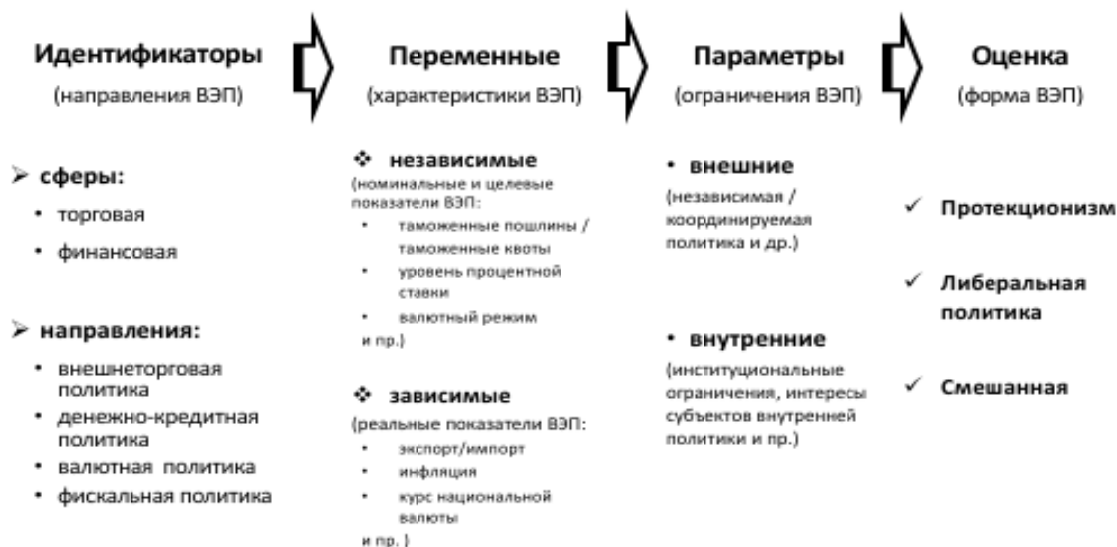 Идентификаторы
(направления ВЭП)
➢ сферы:
• торговая
• финансовая
➢ направления:
• внешнеторговая
политика
• денежно-кредитная
политика
• валютная политика
• фискальная политика
Переменные
(характеристики ВЭП)
❖ независимые
(номинальные и целевые
показатели ВЭП:
• таможенные пошлины /
таможенные квоты
• уровень процентной
ставки
• валютный режим
и пр.)
❖ зависимые
(реальные показатели ВЭП:
• экспорт/импорт
• инфляция
• курс национальной
валюты
и пр. )
Параметры
(ограничения ВЭП)
• внешние
(независимая /
координируемая
политика и др.)
• внутренние
(институциональные
ограничения, интересы
субъектов внутренней
политики и пр.)
Оценка
(форма ВЭП)
✓ Протекционизм
✓ Либеральная
политика
✓ Смешанная